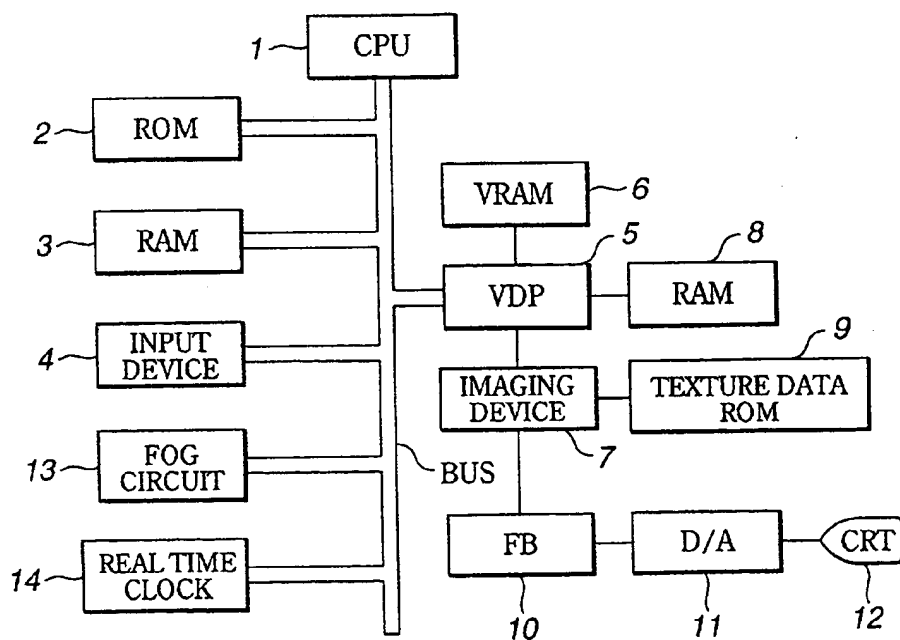 1
CPU
2
ROM
VRAM
6
3
RAM
5
8
VDP
RAM
4
INPUT
DEVICE
9
IMAGING
DEVICE
TEXTURE DATA
ROM
7
13
FOG
CIRCUIT
BUS
14
REAL TIME
CLOCK
FB
D/A
CRT
10
11
12